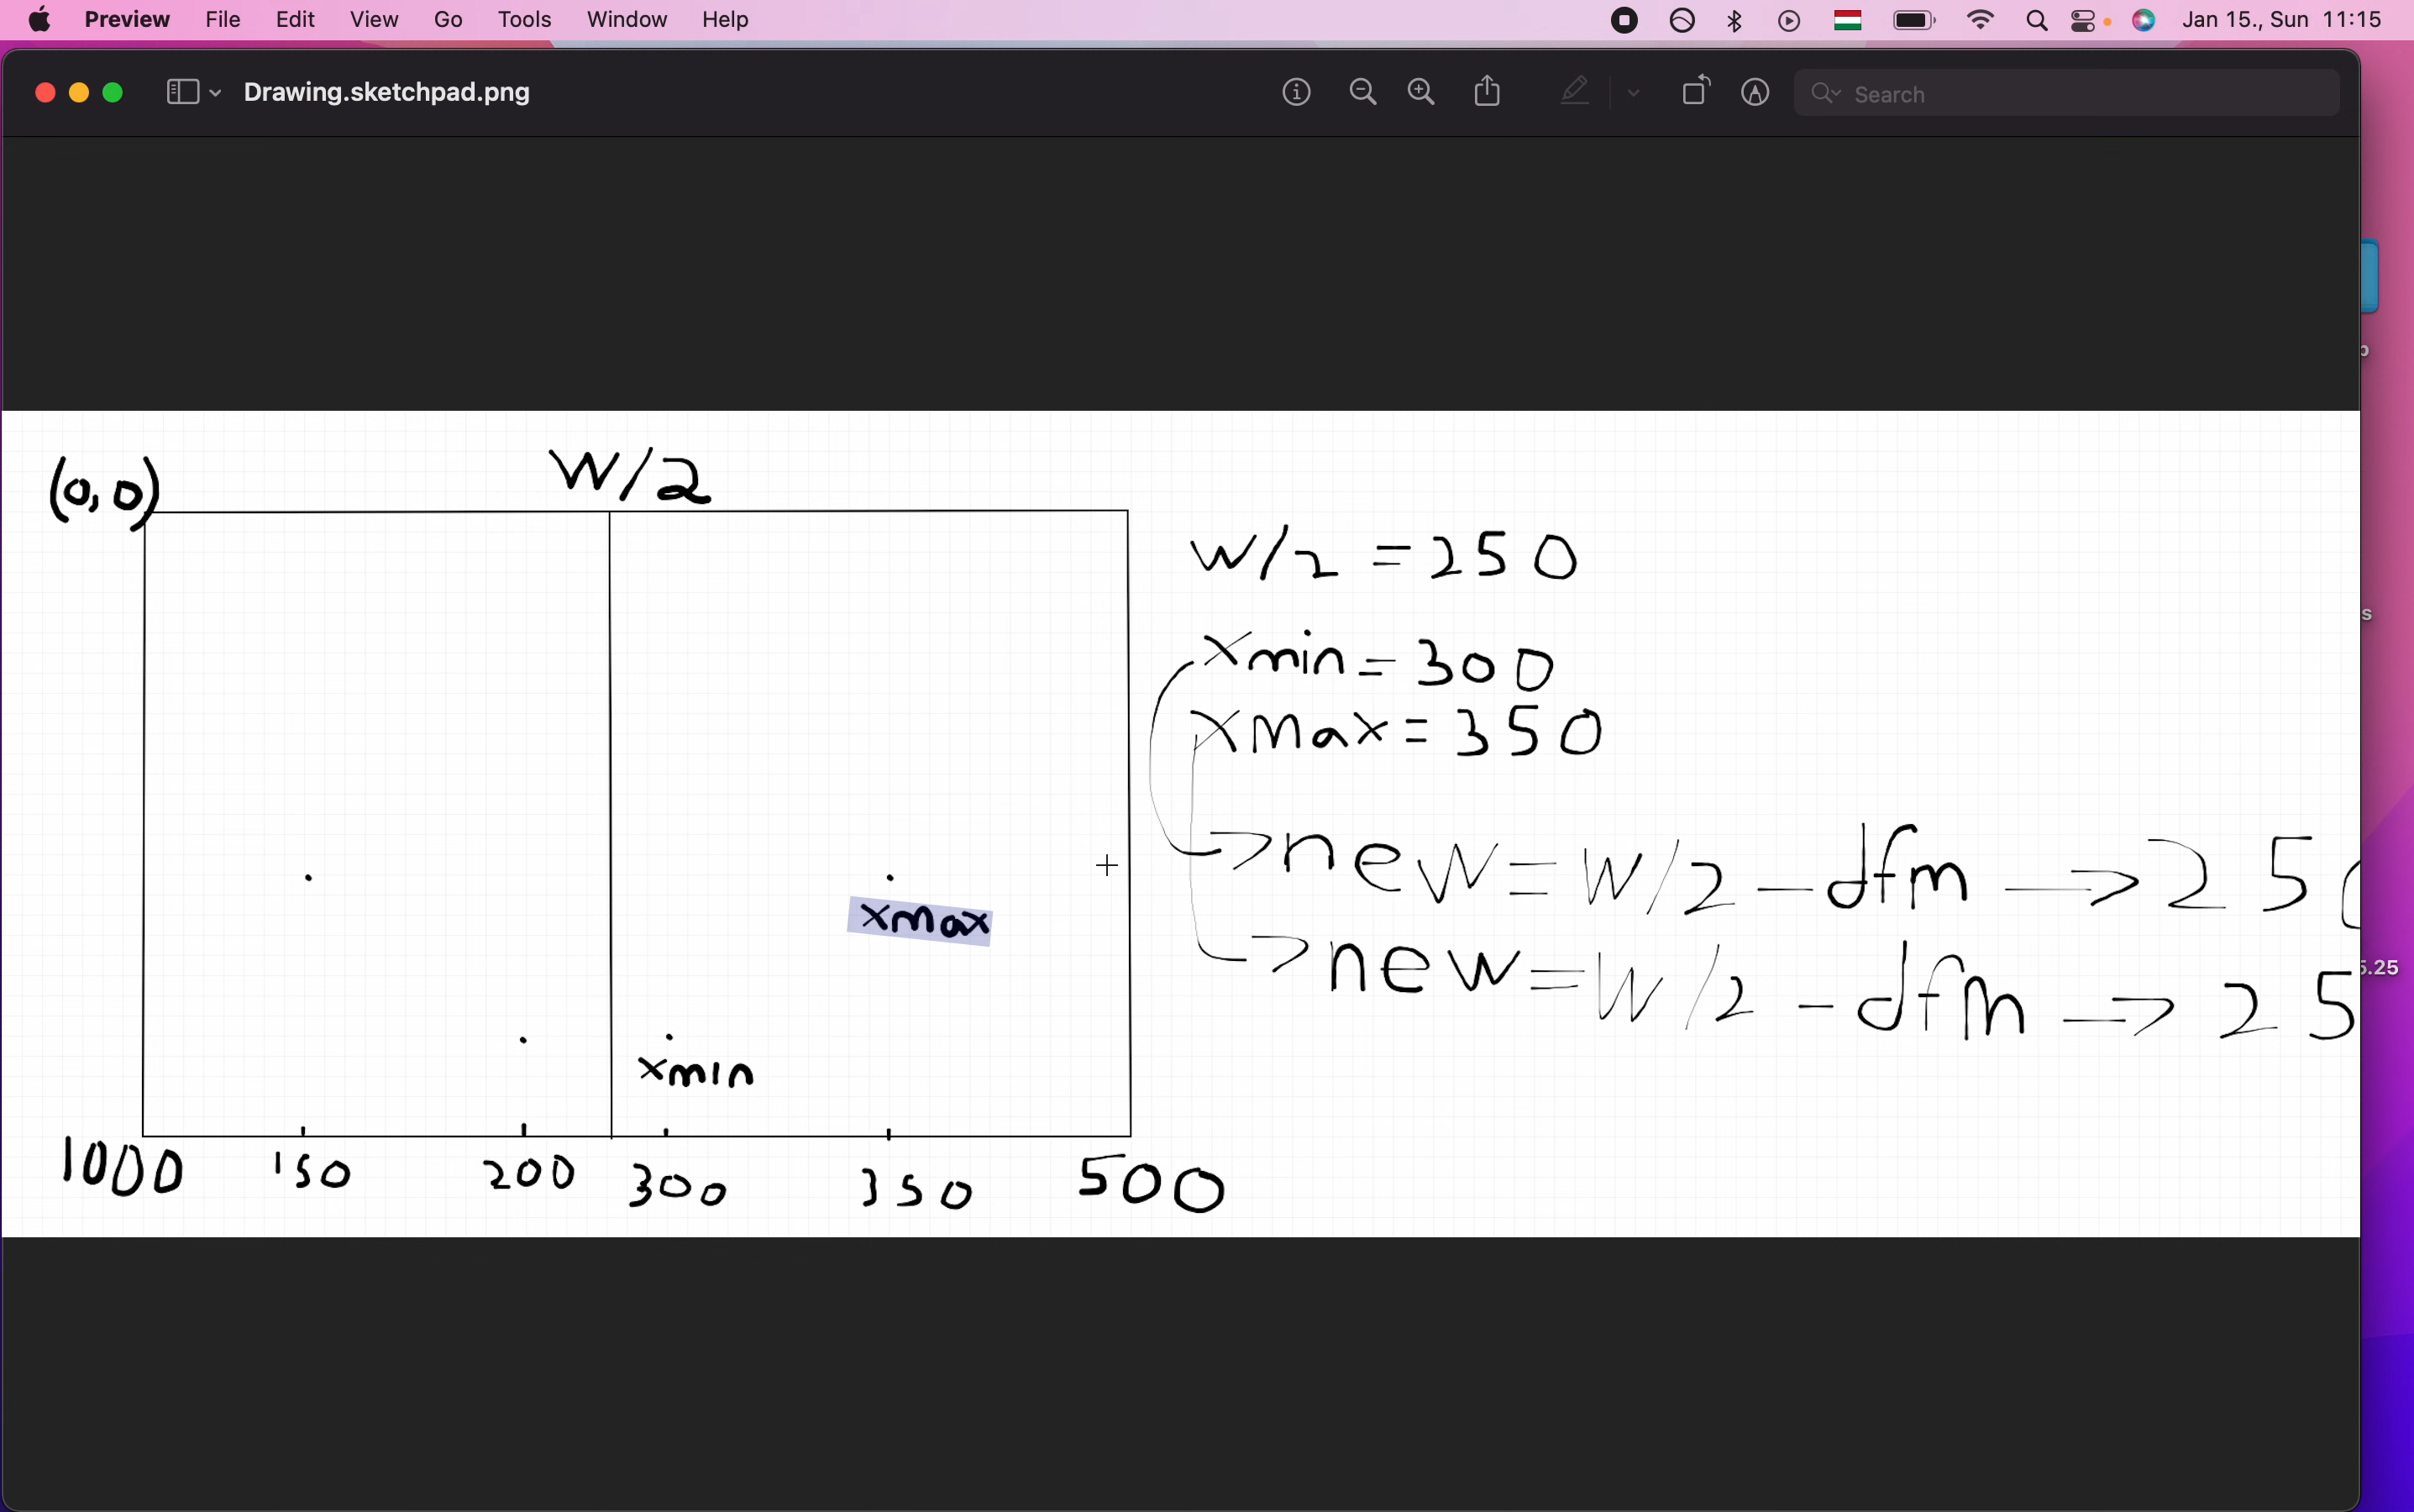 Preview File Edit View Go Tools Window Help Jan 15., Sun 11:15
Drawing.sketchpad.png
Search
(0,0)
W/2
W/2 = 250
xmin = 300
xmax = 350
new = W/2 - dfm → 25
xmax
new = W/2 - dfm → 25
5.25
xmin
1000 150 200 300 350 500